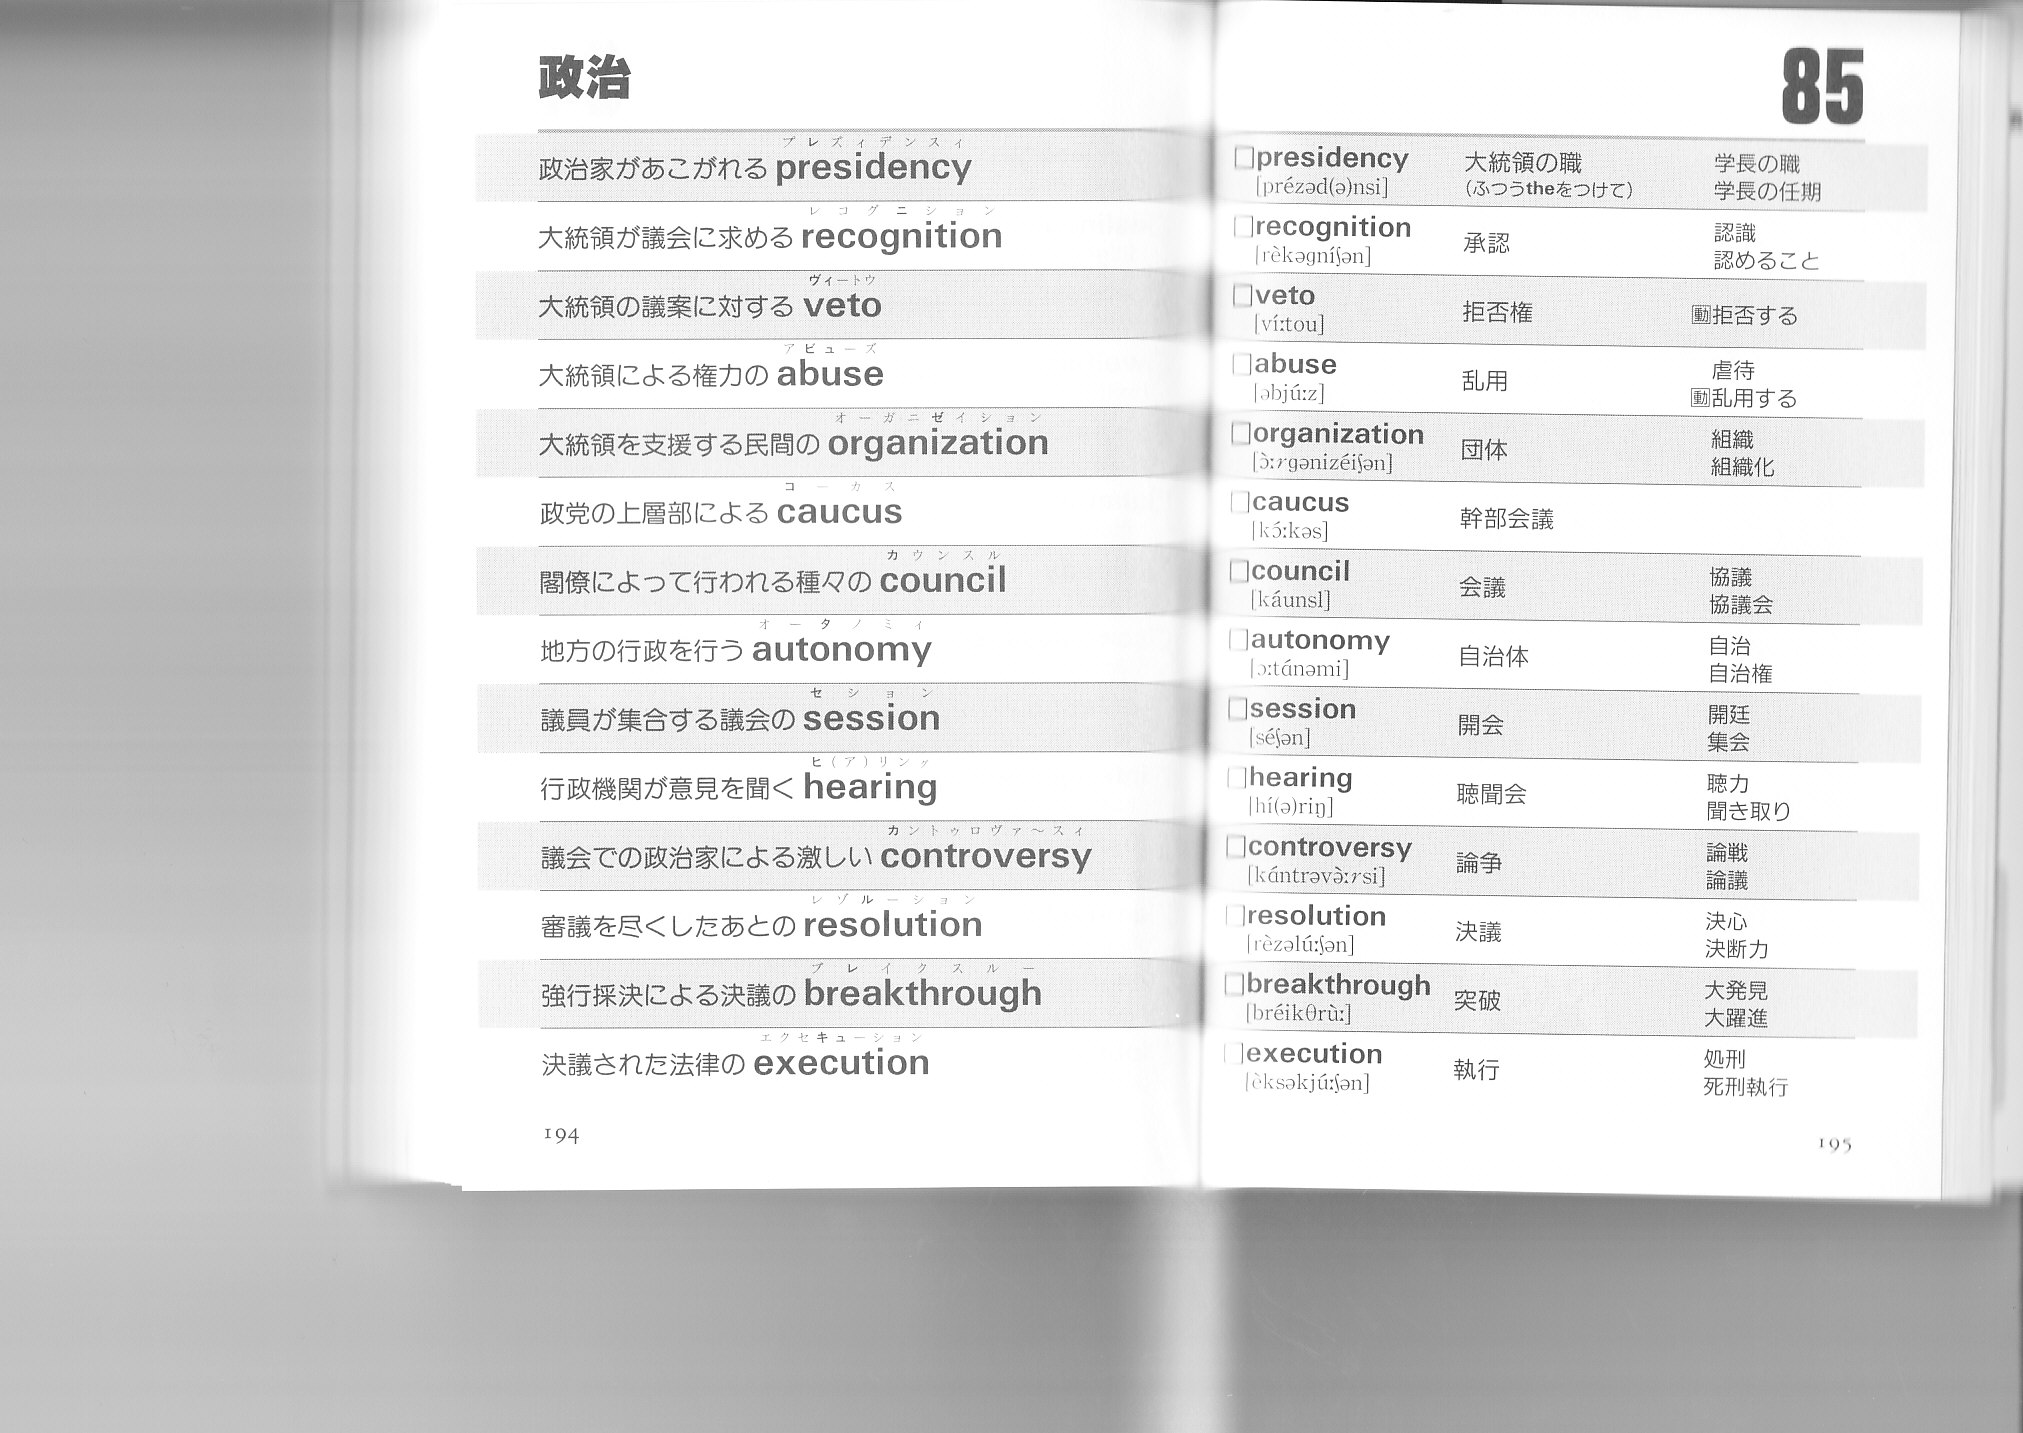 政治
プレズィデンスィ
政治家があこがれる presidency
レコグニション
大統領が議会に求める recognition
ヴィートウ
大統領の議案に対する veto
アビューズ
大統領による権力の abuse
オーガニゼイション
大統領を支援する民間の organization
コーカス
政党の上層部による caucus
カウンスル
閣僚によって行われる種々の council
オータノミィ
地方の行政を行う autonomy
セション
議員が集合する議会の session
ヒ(ア)リング
行政機関が意見を聞く hearing
カントゥロヴァ～スィ
議会での政治家による激しい controversy
レゾルーション
審議を尽くしたあとの resolution
ブレイクスルー
強行採決による決議の breakthrough
エクセキューション
決議された法律の execution
194
85
□presidency 大統領の職 学長の職
[prézəd(ə)nsi] (ふつうtheをつけて) 学長の任期
□recognition 承認 認識
[rèkəgníʃən] 認めること
□veto 拒否権 動拒否する
[víːtou]
□abuse 乱用 虐待
[əbjúːz] 動乱用する
□organization 団体 組織
[ɔ̀ːrgənizéiʃən] 組織化
□caucus 幹部会議
[kɔ́ːkəs]
□council 会議 協議
[káunsl] 協議会
□autonomy 自治体 自治
[ɔːtɑ́nəmi] 自治権
□session 開会 開廷
[séʃən] 集会
□hearing 聴聞会 聴力
[hí(ə)riŋ] 聞き取り
□controversy 論争 論戦
[kɑ́ntrəvə̀ːrsi] 論議
□resolution 決議 決心
[rèzəlúːʃən] 決断力
□breakthrough 突破 大発見
[bréikθrùː] 大躍進
□execution 執行 処刑
[èksəkjúːʃən] 死刑執行
195